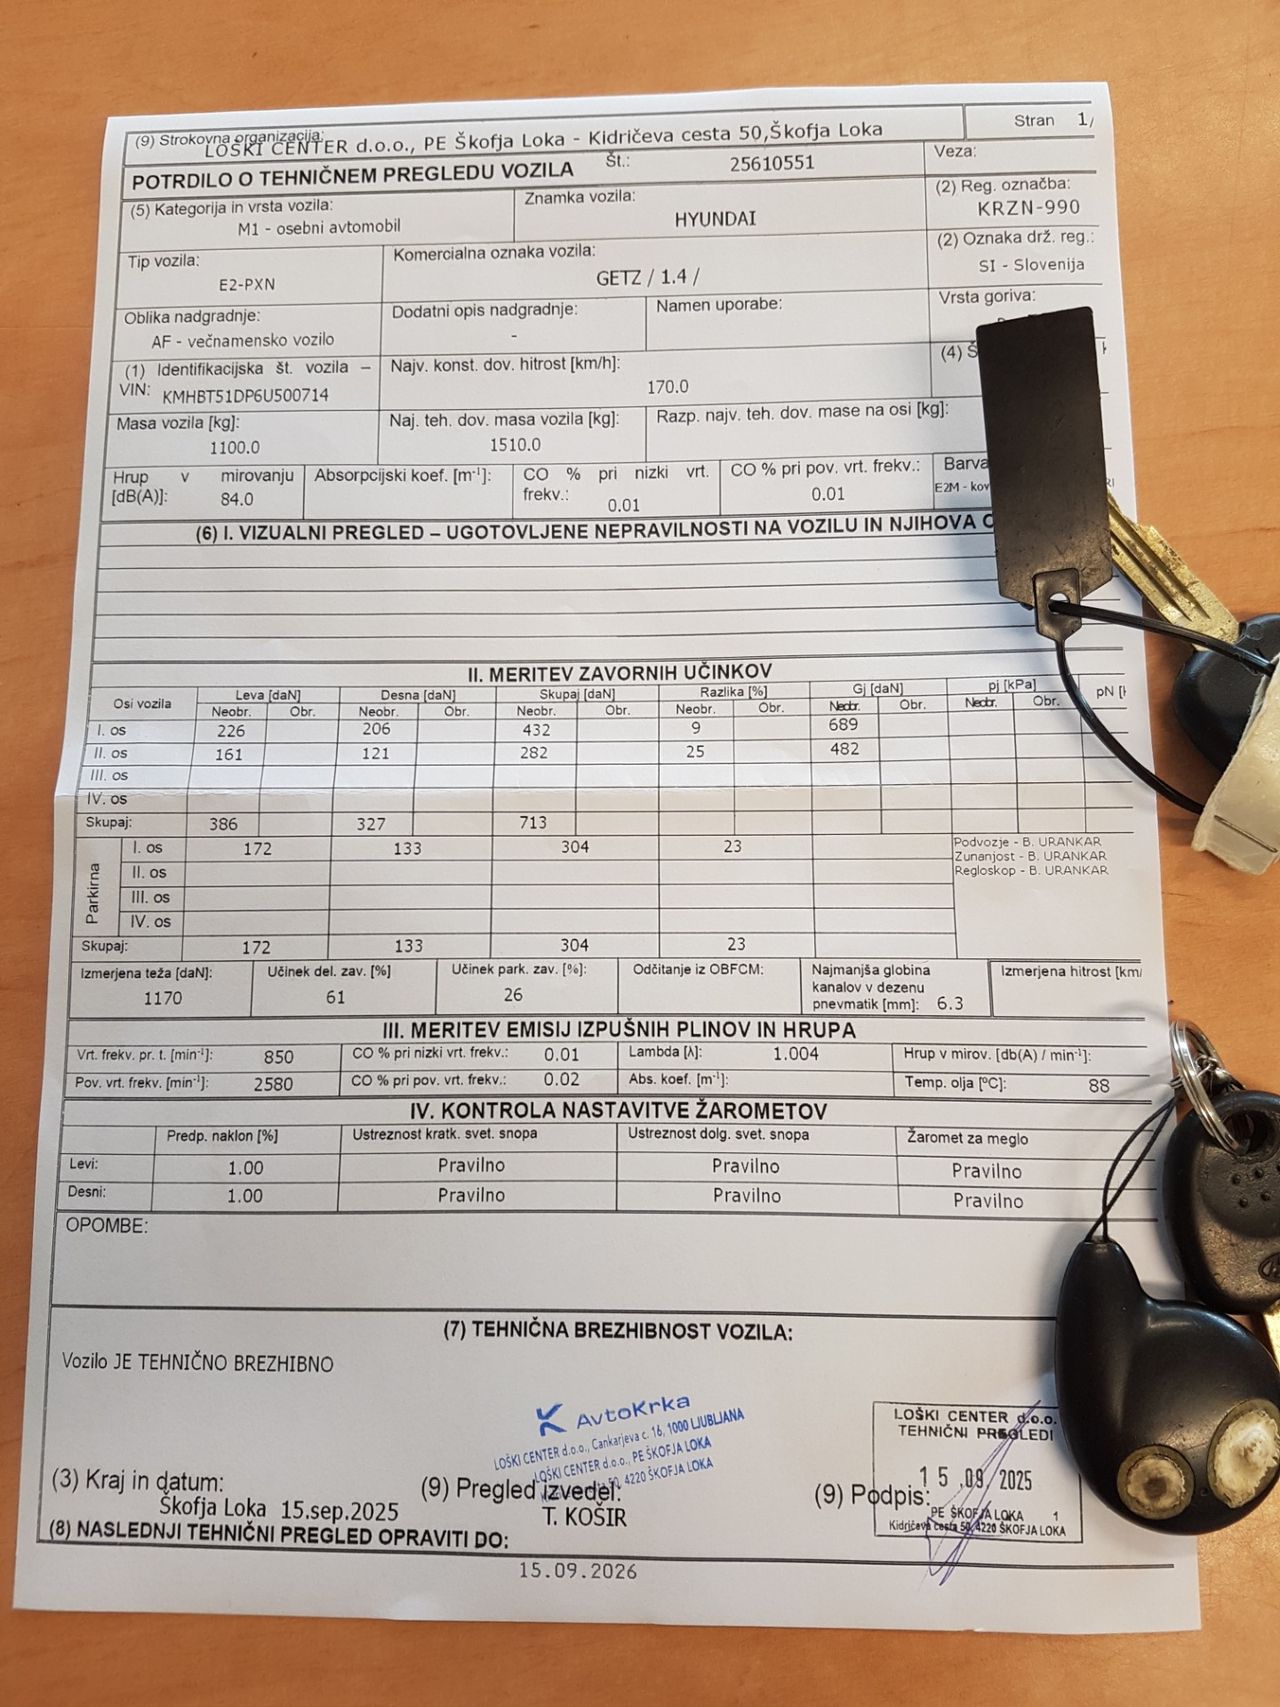 (9) Strokovna organizacija:
LOŠKI CENTER d.o.o., PE Škofja Loka - Kidričeva cesta 50,Škofja Loka
Stran 1/
POTRDILO O TEHNIČNEM PREGLEDU VOZILA Št.: 25610551
Veza:
(5) Kategorija in vrsta vozila: Znamka vozila: (2) Reg. označba:
M1 - osebni avtomobil HYUNDAI KRZN-990
Tip vozila: Komercialna oznaka vozila: (2) Oznaka drž. reg.:
E2-PXN GETZ / 1.4 / SI - Slovenija
Oblika nadgradnje: Dodatni opis nadgradnje: Namen uporabe: Vrsta goriva:
AF - večnamensko vozilo -
(1) Identifikacijska št. vozila – Najv. konst. dov. hitrost [km/h]: (4)
VIN: KMHBT51DP6U500714 170.0
Masa vozila [kg]: Naj. teh. dov. masa vozila [kg]: Razp. najv. teh. dov. mase na osi [kg]:
1100.0 1510.0
Hrup v mirovanju Absorpcijski koef. [m⁻¹]: CO % pri nizki vrt. CO % pri pov. vrt. frekv.: Barva
[dB(A)]: 84.0 frekv.: 0.01 0.01 E2M - kov
(6) I. VIZUALNI PREGLED – UGOTOVLJENE NEPRAVILNOSTI NA VOZILU IN NJIHOVA
II. MERITEV ZAVORNIH UČINKOV
Osi vozila Leva [daN] Desna [daN] Skupaj [daN] Razlika [%] Gj [daN] pj [kPa] pN
Neobr. Obr. Neobr. Obr. Neobr. Obr. Neobr. Obr. Neobr. Obr. Neobr. Obr.
I. os 226 206 432 9 689
II. os 161 121 282 25 482
III. os
IV. os
Skupaj: 386 327 713
Parkirna
I. os 172 133 304 23
II. os
III. os
IV. os
Skupaj: 172 133 304 23
Podvozje - B. URANKAR
Zunanjost - B. URANKAR
Regloskop - B. URANKAR
Izmerjena teža [daN]: Učinek del. zav. [%] Učinek park. zav. [%]: Odčitanje iz OBFCM: Najmanjša globina Izmerjena hitrost [km/
kanalov v dezenu
1170 61 26 pnevmatik [mm]: 6.3
III. MERITEV EMISIJ IZPUŠNIH PLINOV IN HRUPA
Vrt. frekv. pr. t. [min⁻¹]: 850 CO % pri nizki vrt. frekv.: 0.01 Lambda [λ]: 1.004 Hrup v mirov. [db(A) / min⁻¹]:
Pov. vrt. frekv. [min⁻¹]: 2580 CO % pri pov. vrt. frekv.: 0.02 Abs. koef. [m⁻¹]: Temp. olja [ºC]: 88
IV. KONTROLA NASTAVITVE ŽAROMETOV
Predp. naklon [%] Ustreznost kratk. svet. snopa Ustreznost dolg. svet. snopa Žaromet za meglo
Levi: 1.00 Pravilno Pravilno Pravilno
Desni: 1.00 Pravilno Pravilno Pravilno
OPOMBE:
(7) TEHNIČNA BREZHIBNOST VOZILA:
Vozilo JE TEHNIČNO BREZHIBNO
AvtoKrka
LOŠKI CENTER d.o.o., Cankarjeva c. 16, 1000 LJUBLJANA
LOŠKI CENTER d.o.o., PE ŠKOFJA LOKA
50, 4220 ŠKOFJA LOKA
LOŠKI CENTER d.o.o.
TEHNIČNI PREGLEDI
15 .09 2025
PE ŠKOFJA LOKA 1
Kidričeva cesta 50, 4220 ŠKOFJA LOKA
(3) Kraj in datum: (9) Pregled izvedel: (9) Podpis:
Škofja Loka 15.sep.2025 T. KOŠIR
(8) NASLEDNJI TEHNIČNI PREGLED OPRAVITI DO:
15.09.2026